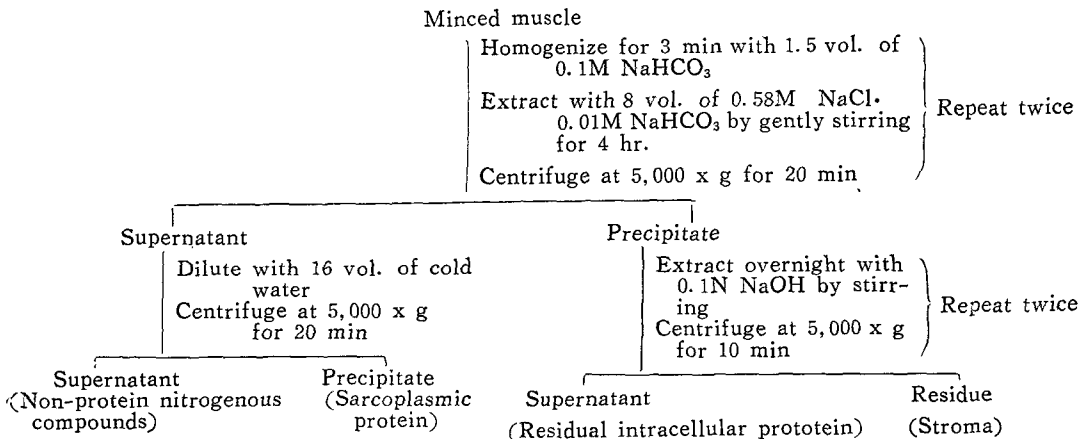 Minced muscle
Homogenize for 3 min with 1.5 vol. of
0.1M NaHCO₃
Extract with 8 vol. of 0.58M NaCl·
0.01M NaHCO₃ by gently stirring
for 4 hr.
Centrifuge at 5,000 x g for 20 min
Repeat twice
Supernatant
Dilute with 16 vol. of cold
water
Centrifuge at 5,000 x g
for 20 min
Precipitate
Extract overnight with
0.1N NaOH by stirr-
ing
Centrifuge at 5,000 x g
for 10 min
Repeat twice
Supernatant
(Non-protein nitrogenous
compounds)
Precipitate
(Sarcoplasmic
protein)
Supernatant
(Residual intracellular prototein)
Residue
(Stroma)